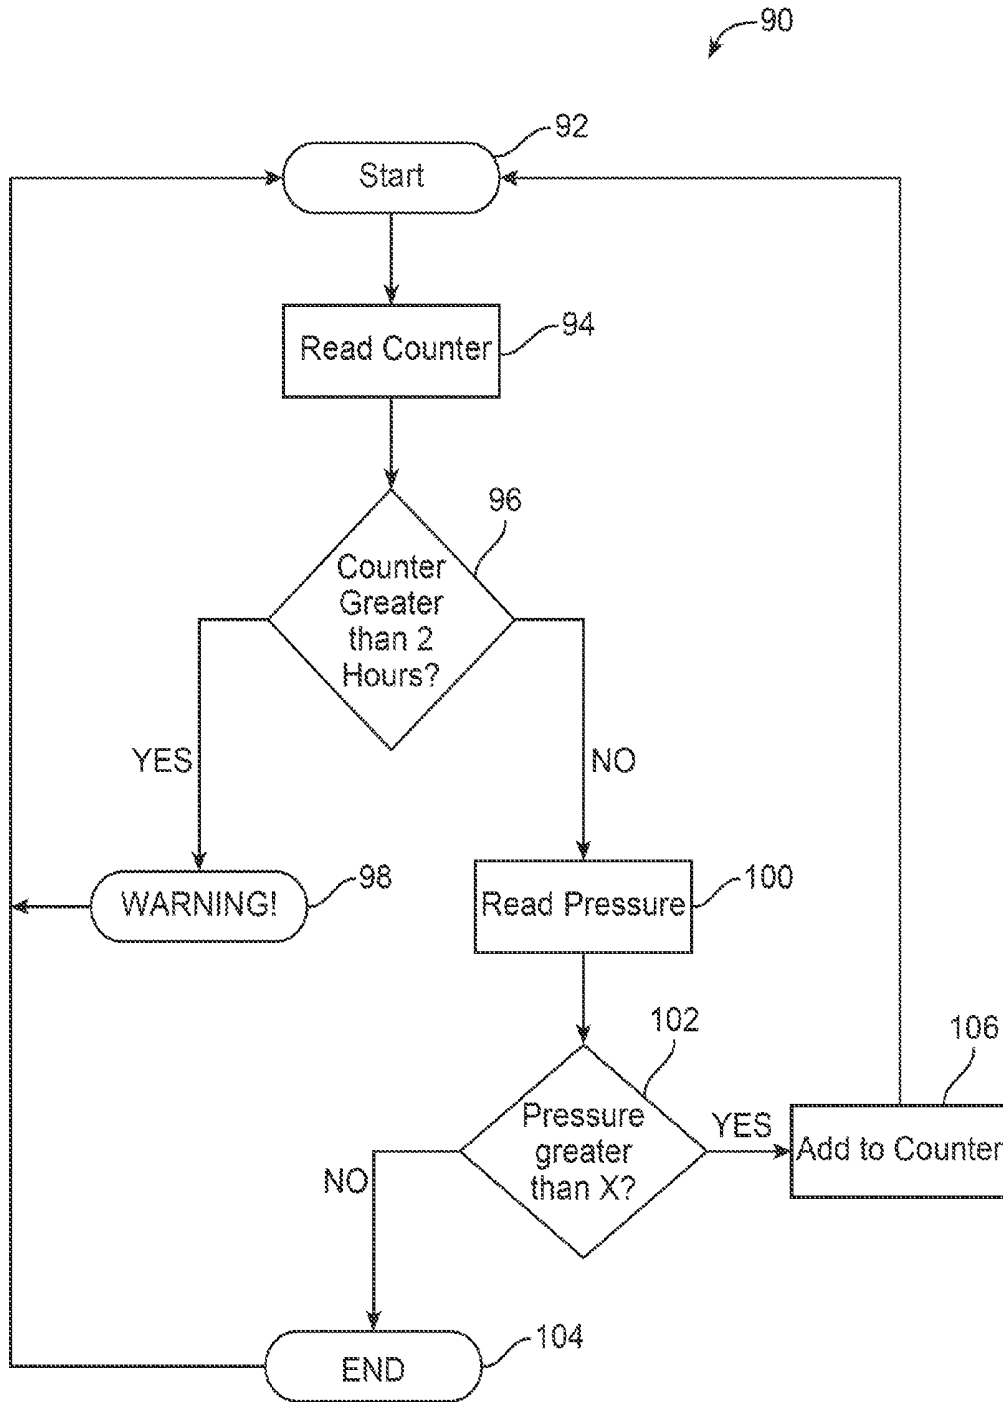 90
92
Start
Read Counter
94
96
Counter
Greater
than 2
Hours?
YES
NO
WARNING!
98
Read Pressure
100
102
106
Pressure
greater
than X?
YES
Add to Counter
NO
END
104